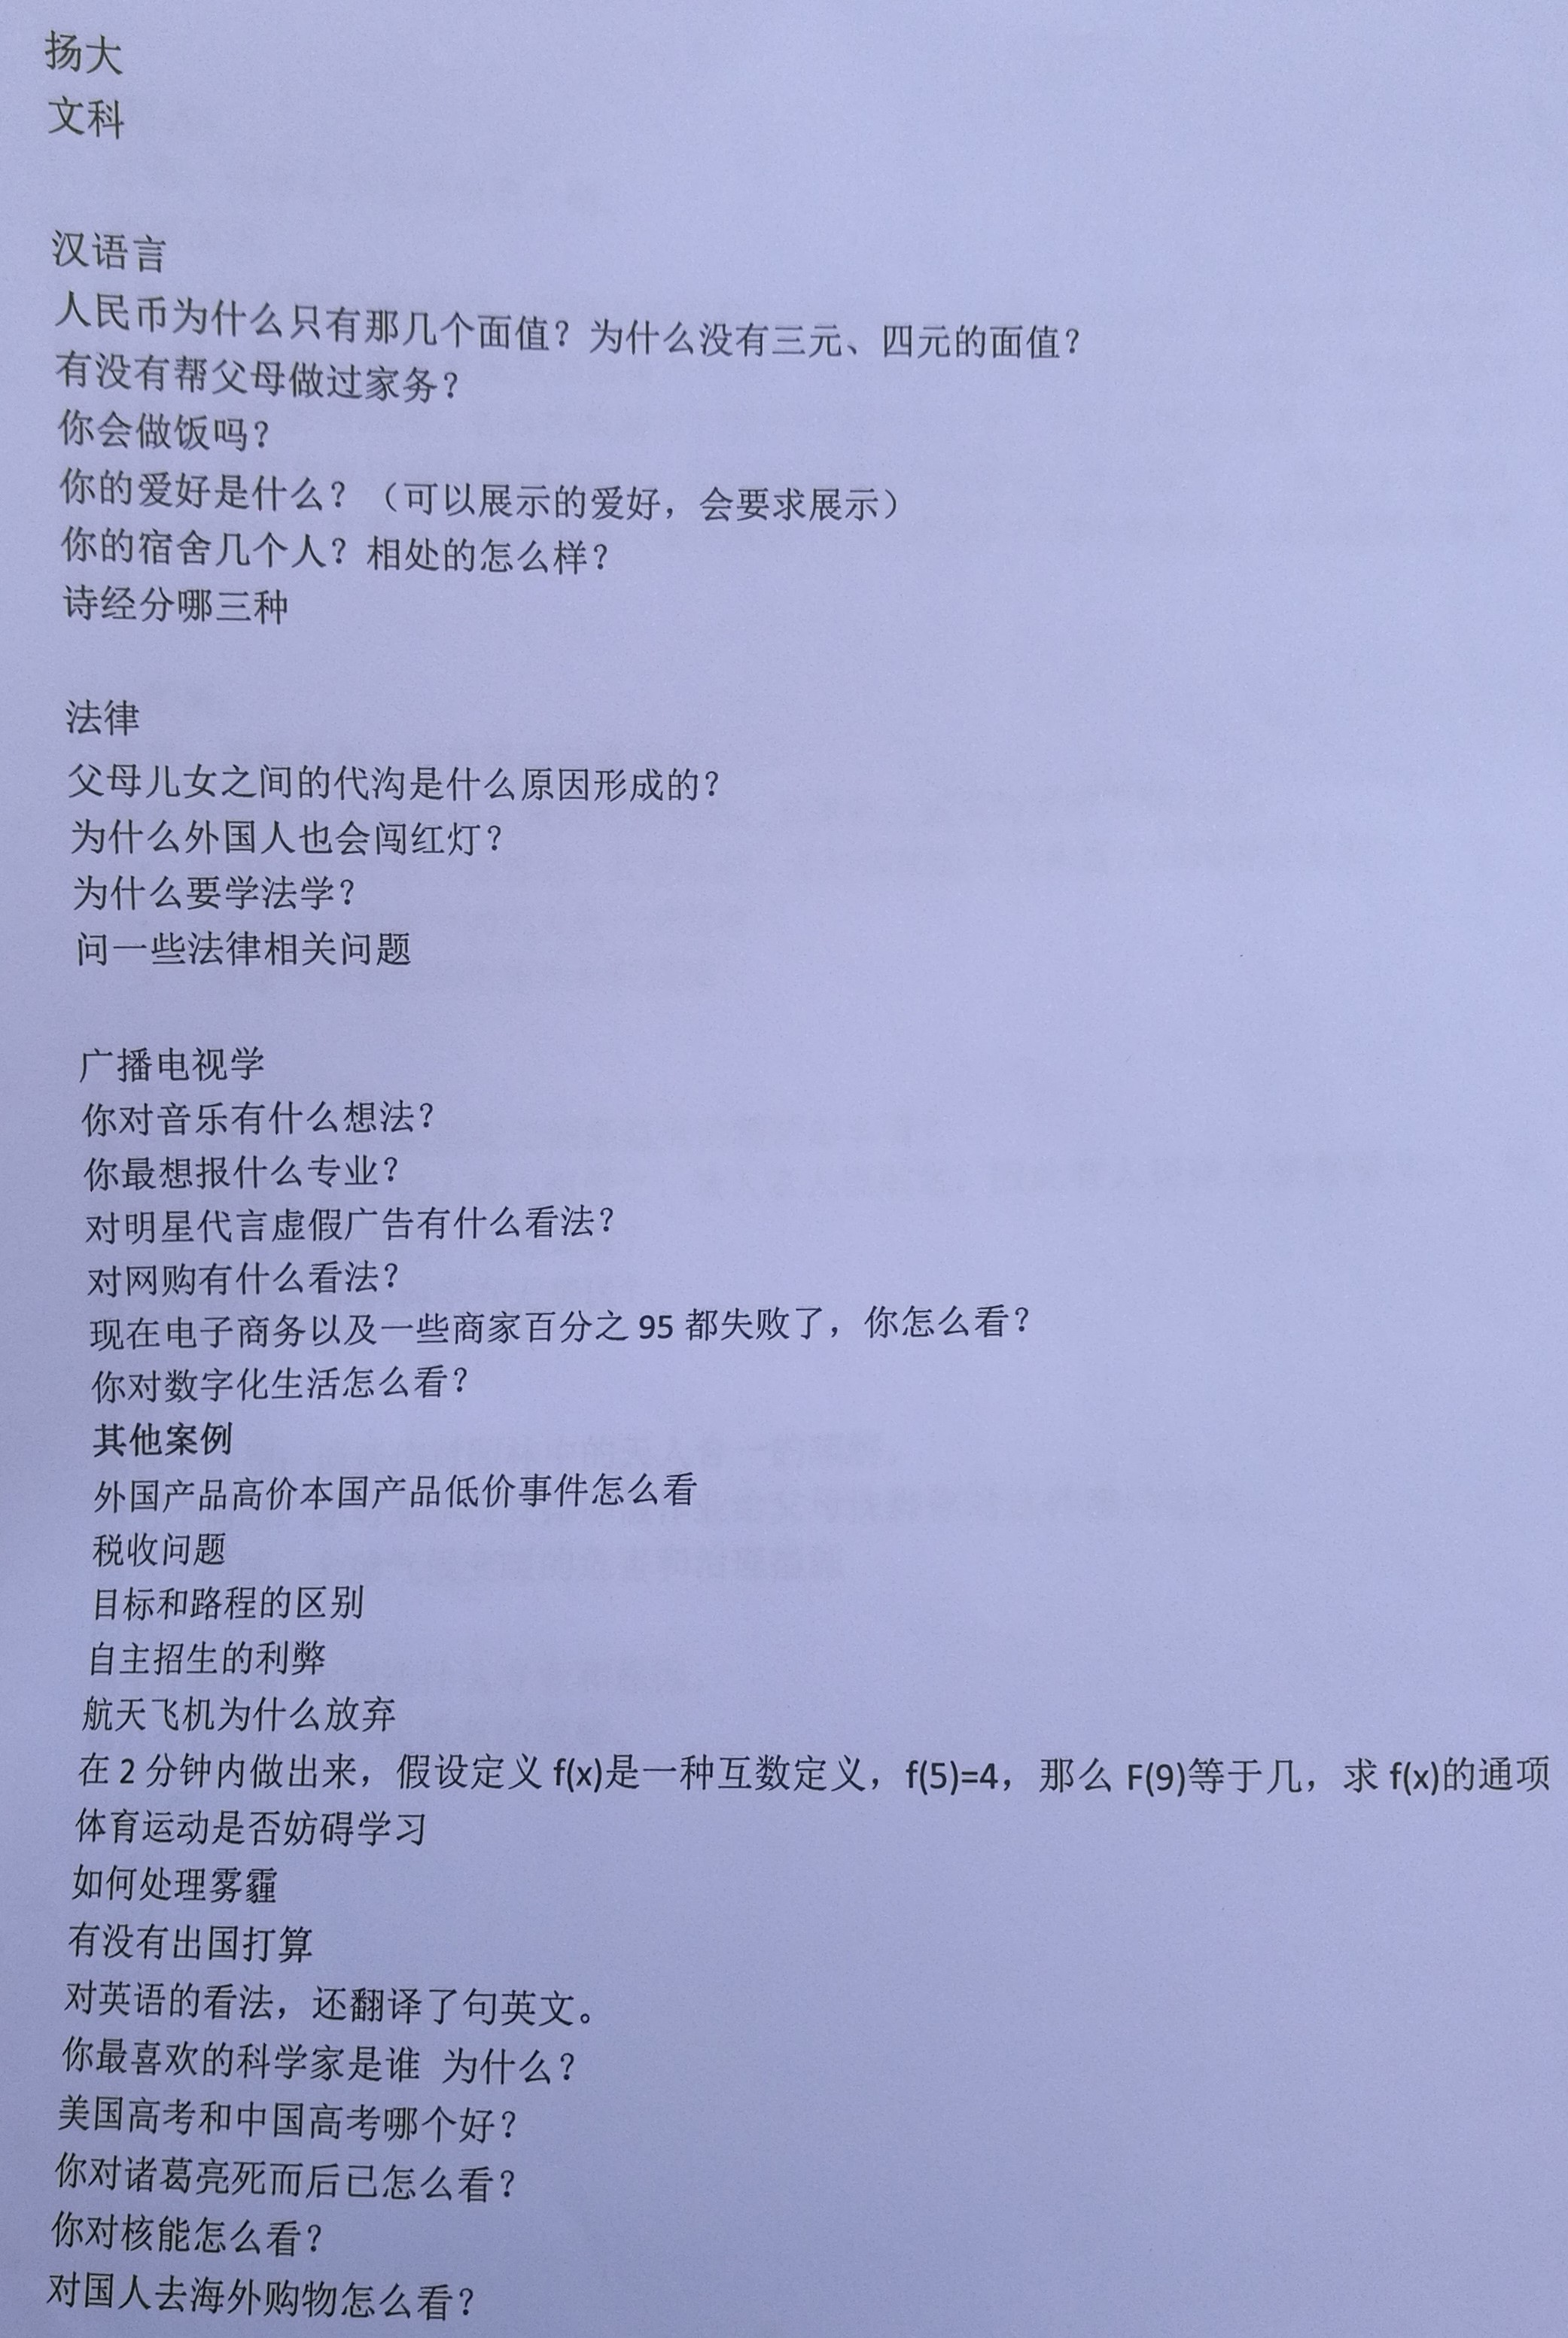 扬大
文科
汉语言
人民币为什么只有那几个面值？为什么没有三元、四元的面值？
有没有帮父母做过家务？
你会做饭吗？
你的爱好是什么？（可以展示的爱好，会要求展示）
你的宿舍几个人？相处的怎么样？
诗经分哪三种
法律
父母儿女之间的代沟是什么原因形成的？
为什么外国人也会闯红灯？
为什么要学法学？
问一些法律相关问题
广播电视学
你对音乐有什么想法？
你最想报什么专业？
对明星代言虚假广告有什么看法？
对网购有什么看法？
现在电子商务以及一些商家百分之 95 都失败了，你怎么看？
你对数字化生活怎么看？
其他案例
外国产品高价本国产品低价事件怎么看
税收问题
目标和路程的区别
自主招生的利弊
航天飞机为什么放弃
在 2 分钟内做出来，假设定义 f(x)是一种互数定义，f(5)=4，那么 F(9)等于几，求 f(x)的通项
体育运动是否妨碍学习
如何处理雾霾
有没有出国打算
对英语的看法，还翻译了句英文。
你最喜欢的科学家是谁 为什么？
美国高考和中国高考哪个好？
你对诸葛亮死而后已怎么看？
你对核能怎么看？
对国人去海外购物怎么看？